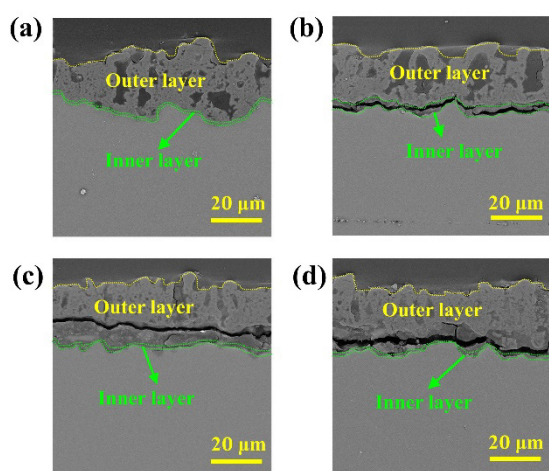 (a)
Outer layer
Inner layer
20 μm
(b)
Outer layer
Inner layer
20 μm
(c)
Outer layer
Inner layer
20 μm
(d)
Outer layer
Inner layer
20 μm